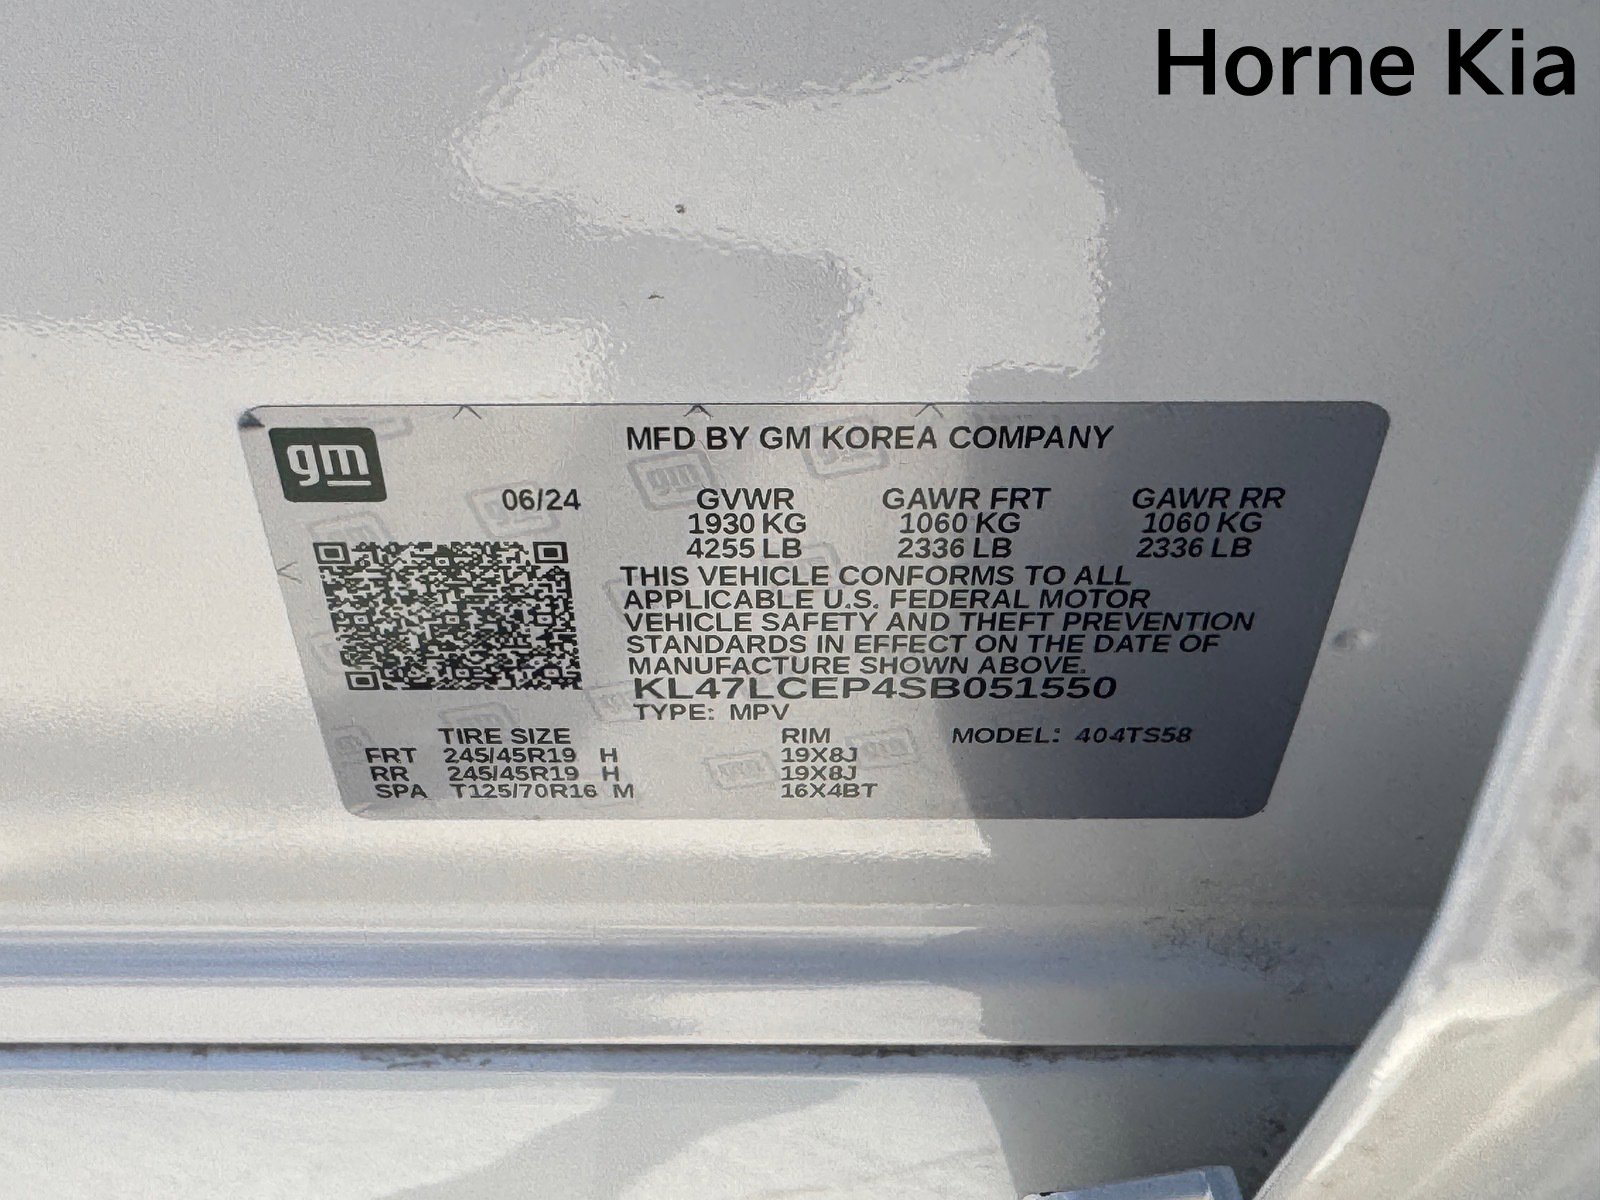 Horne Kia
gm
MFD BY GM KOREA COMPANY
06/24 GVWR GAWR FRT GAWR RR
1930 KG 1060 KG 1060 KG
4255 LB 2336 LB 2336 LB
THIS VEHICLE CONFORMS TO ALL
APPLICABLE U.S. FEDERAL MOTOR
VEHICLE SAFETY AND THEFT PREVENTION
STANDARDS IN EFFECT ON THE DATE OF
MANUFACTURE SHOWN ABOVE.
KL47LCEP4SB051550
TYPE: MPV
TIRE SIZE RIM MODEL: 404TS58
FRT 245/45R19 H 19X8J
RR 245/45R19 H 19X8J
SPA T125/70R16 M 16X4BT